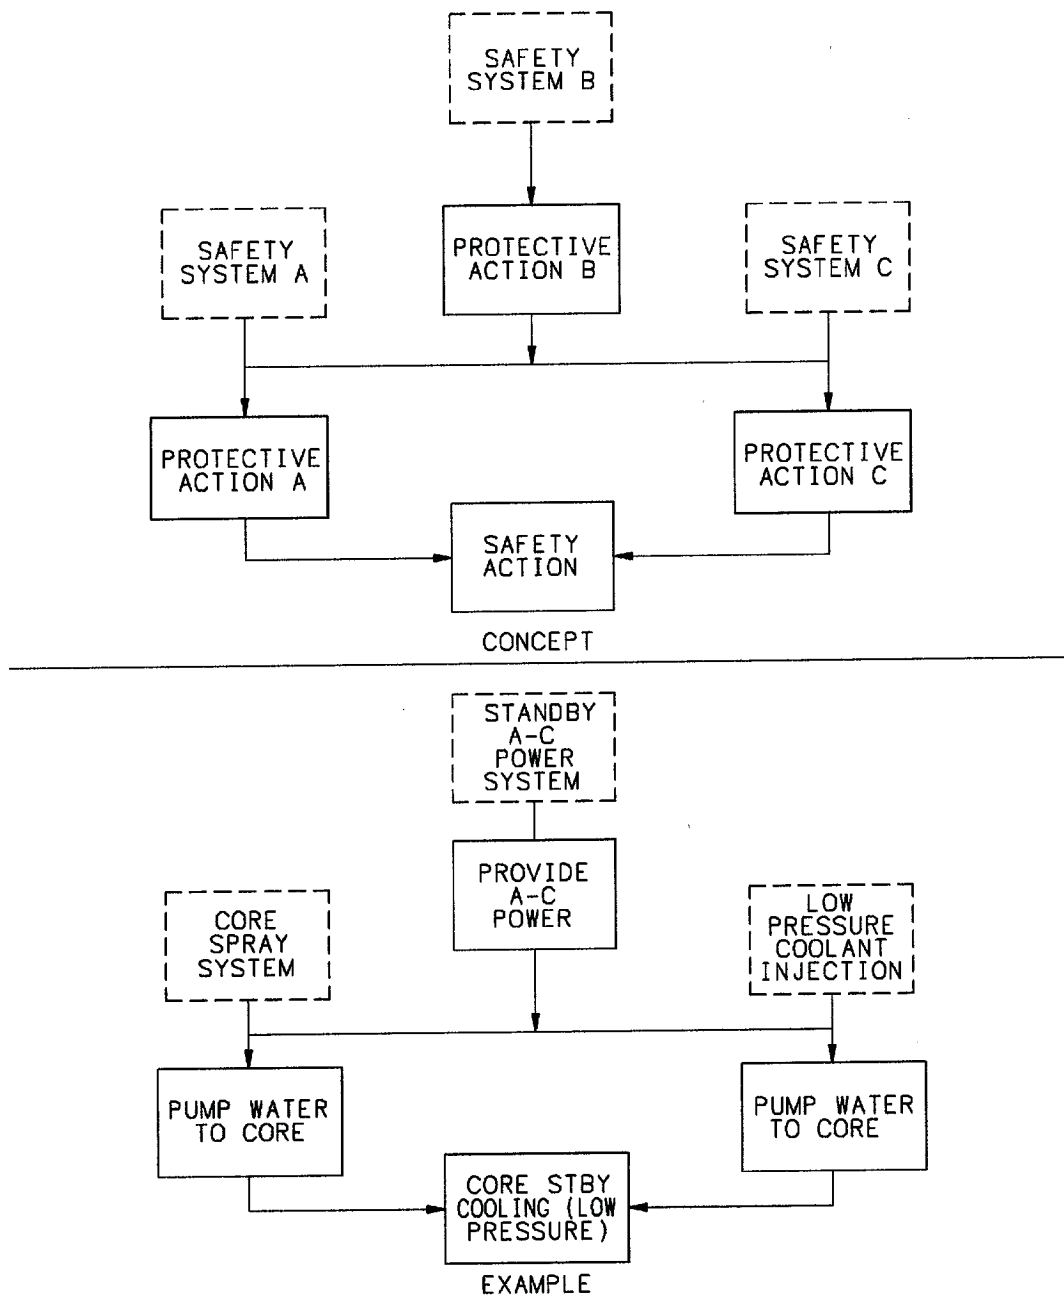 SAFETY
SYSTEM B
SAFETY
SYSTEM A
PROTECTIVE
ACTION B
SAFETY
SYSTEM C
PROTECTIVE
ACTION A
PROTECTIVE
ACTION C
SAFETY
ACTION
CONCEPT
STANDBY
A-C
POWER
SYSTEM
PROVIDE
A-C
POWER
CORE
SPRAY
SYSTEM
LOW
PRESSURE
COOLANT
INJECTION
PUMP WATER
TO CORE
PUMP WATER
TO CORE
CORE STBY
COOLING (LOW
PRESSURE)
EXAMPLE